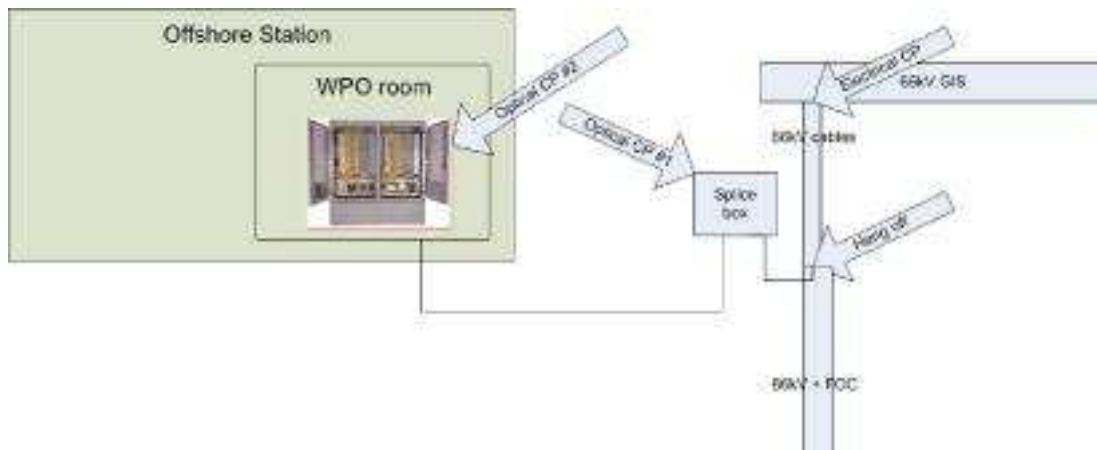 Offshore Station
WPO room
Optical CP #2
Optical CP #1
Electrical CP
66kV GIS
66kV cables
Splice
box
Hang off
66kV + FOC